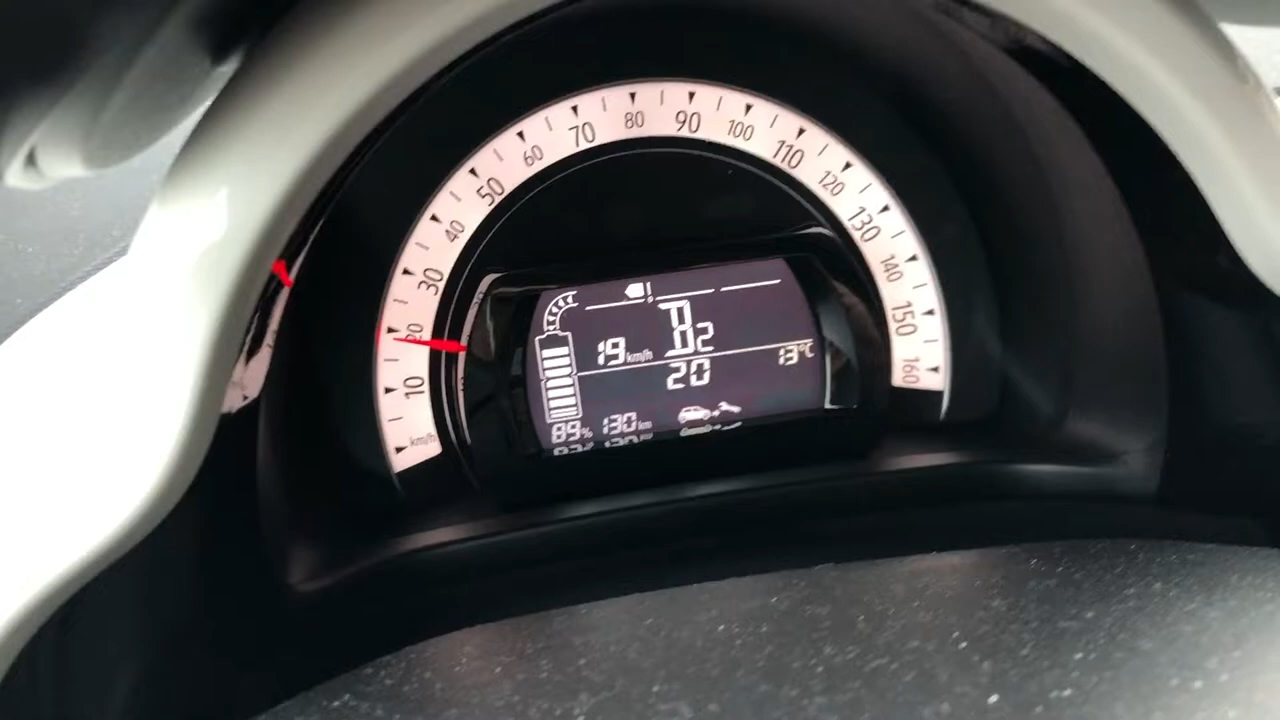 km/h 10 20 30 40 50 60 70 80 90 100 110 120 130 140 150 160
!
19 km/h
20
13°C
89% 130 km